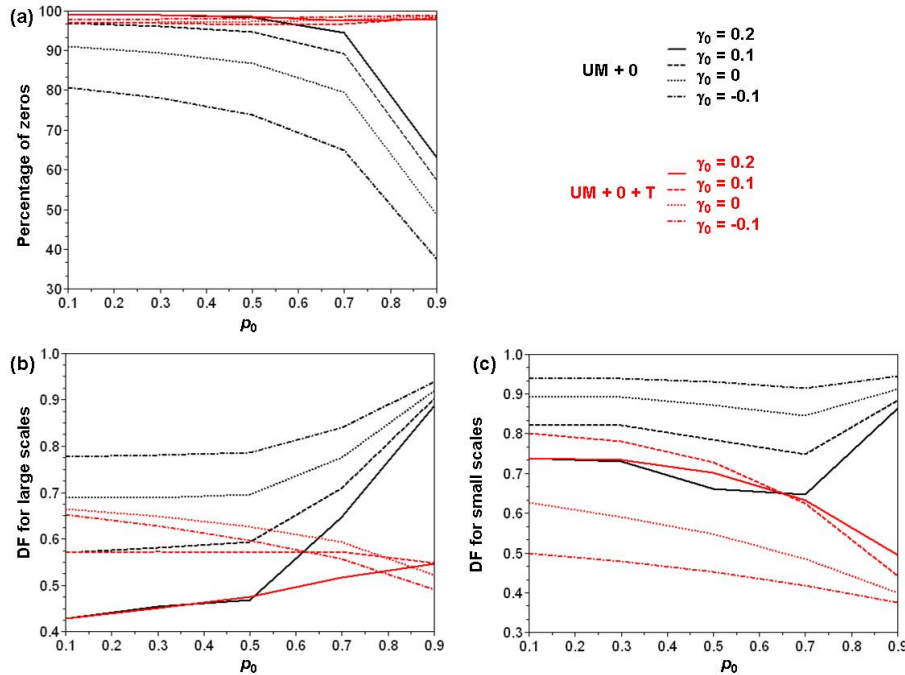 (a)
Percentage of zeros
100
90
80
70
60
50
40
30
0.1 0.2 0.3 0.4 0.5 0.6 0.7 0.8 0.9
p₀
UM + 0
γ₀ = 0.2
γ₀ = 0.1
γ₀ = 0
γ₀ = -0.1
UM + 0 + T
γ₀ = 0.2
γ₀ = 0.1
γ₀ = 0
γ₀ = -0.1
(b)
DF for large scales
1.0
0.9
0.8
0.7
0.6
0.5
0.4
0.1 0.2 0.3 0.4 0.5 0.6 0.7 0.8 0.9
p₀
(c)
DF for small scales
1.0
0.9
0.8
0.7
0.6
0.5
0.4
0.3
0.1 0.2 0.3 0.4 0.5 0.6 0.7 0.8 0.9
p₀